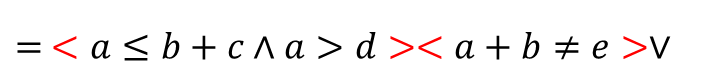 = < a ≤ b + c ∧ a > d >< a + b ≠ e >∨